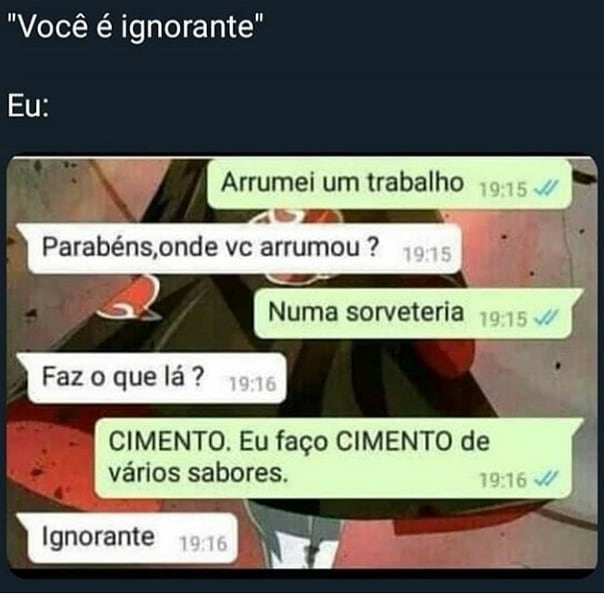 "Você é ignorante"
Eu:
Arrumei um trabalho 19:15
Parabéns,onde vc arrumou ? 19:15
Numa sorveteria 19:15
Faz o que lá ? 19:16
CIMENTO. Eu faço CIMENTO de
vários sabores. 19:16
Ignorante 19:16